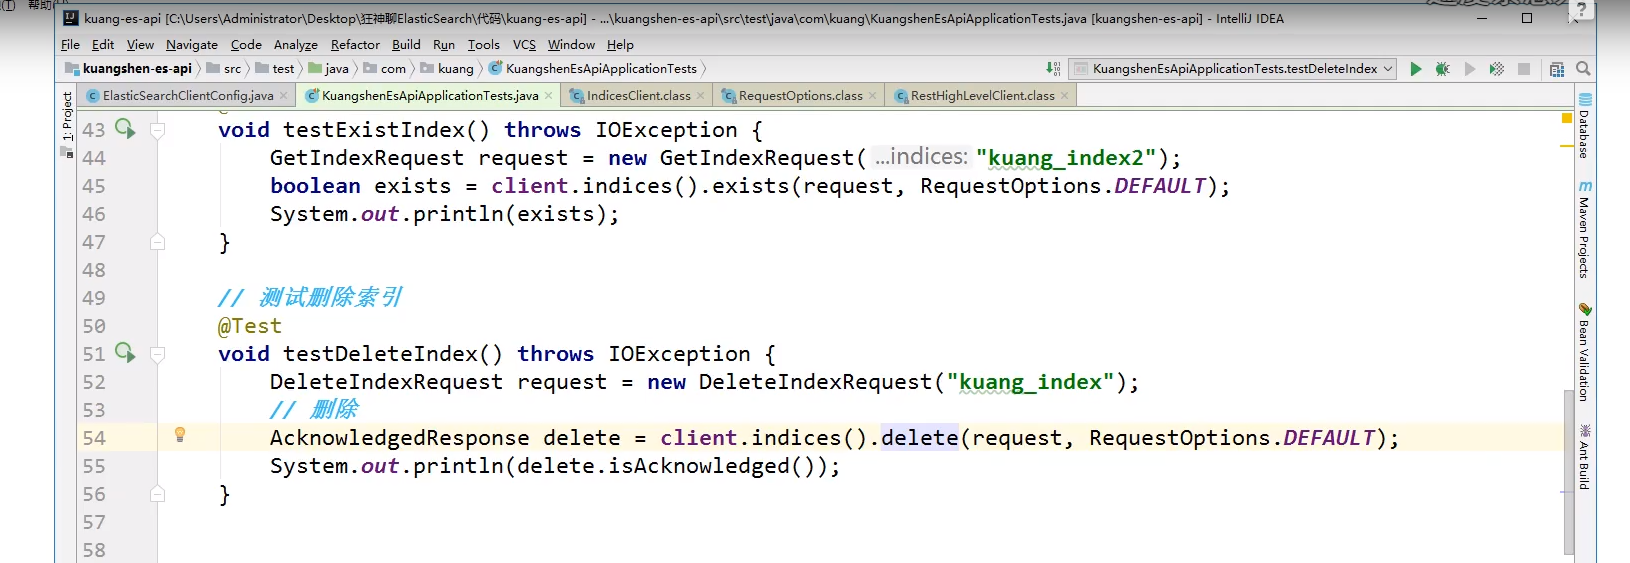 kuang-es-api [C:\Users\Administrator\Desktop\狂神聊ElasticSearch\代码\kuang-es-api] - ...\kuangshen-es-api\src\test\java\com\kuang\KuangshenEsApiApplicationTests.java [kuangshen-es-api] - IntelliJ IDEA
File Edit View Navigate Code Analyze Refactor Build Run Tools VCS Window Help
kuangshen-es-api src test java com kuang KuangshenEsApiApplicationTests KuangshenEsApiApplicationTests.testDeleteIndex
ElasticSearchClientConfig.java KuangshenEsApiApplicationTests.java IndicesClient.class RequestOptions.class RestHighLevelClient.class
1: Project
43 void testExistIndex() throws IOException {
44 GetIndexRequest request = new GetIndexRequest( ...indices: "kuang_index2");
45 boolean exists = client.indices().exists(request, RequestOptions.DEFAULT);
46 System.out.println(exists);
47 }
48
49 // 测试删除索引
50 @Test
51 void testDeleteIndex() throws IOException {
52 DeleteIndexRequest request = new DeleteIndexRequest("kuang_index");
53 // 删除
54 AcknowledgedResponse delete = client.indices().delete(request, RequestOptions.DEFAULT);
55 System.out.println(delete.isAcknowledged());
56 }
57
58
Database
Maven Projects
Bean Validation
Ant Build